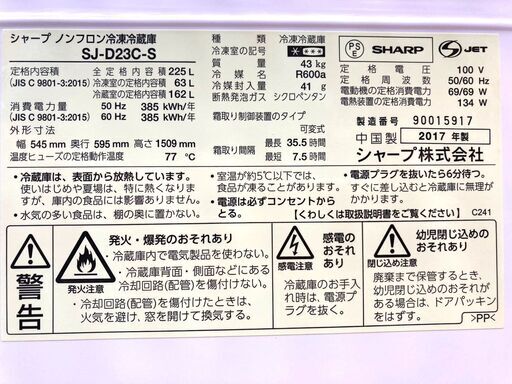 シャープ ノンフロン冷凍冷蔵庫
SJ-D23C-S
定格内容積 全定格内容積 225 L
(JIS C 9801-3:2015) 冷凍室の定格内容積 63 L
冷蔵室の定格内容積 162 L
消費電力量 50 Hz 385 kWh/年
(JIS C 9801-3:2015) 60 Hz 385 kWh/年
外形寸法
幅 545 mm 奥行 595 mm 高さ 1509 mm
温度ヒューズの定格動作温度 77 ℃
種類 冷凍冷蔵庫
冷凍室の記号
質量 43 kg
冷媒名 R600a
冷媒封入量 41 g
断熱発泡ガス シクロペンタン
霜取り制御装置のタイプ
可変式
霜取り間隔 最長 35.5 時間
最短 7.5 時間
PS
E
SHARP
JET
定格電圧 100 V
定格周波数 50/60 Hz
電動機の定格消費電力 69/69 W
電熱装置の定格消費電力 134 W
製造番号 90015917
中国製 2017 年製
シャープ株式会社
・冷蔵庫は、表面から放熱しています。
使いはじめや夏場は、特に熱くなりますが、庫内の食品には影響ありません。
・水気の多い食品は、棚の奥に置かない。
・室温が約5℃以下では、食品が凍ることがある。
・電源は必ずコンセントからとる。
・電源プラグを抜いたら6分待つ。
すぐに差し込むと冷蔵庫に無理がかかります。
【くわしくは取扱説明書をご覧ください】 C241
警告
発火注意
発火・爆発のおそれあり
・冷蔵庫内で電気製品を使わない。
・冷蔵庫背面・側面などにある冷却回路(配管)を傷付けない。
・冷却回路(配管)を傷付けたときは、火気を避け、窓を開けて換気する。
感電注意
感電のおそれあり
冷蔵庫のお手入れ時は、電源プラグを抜く。
閉じ込め注意
幼児閉じ込めのおそれあり
廃棄まで保管するとき、幼児閉じ込めのおそれがある場合は、ドアパッキンをはずす。
>PP<